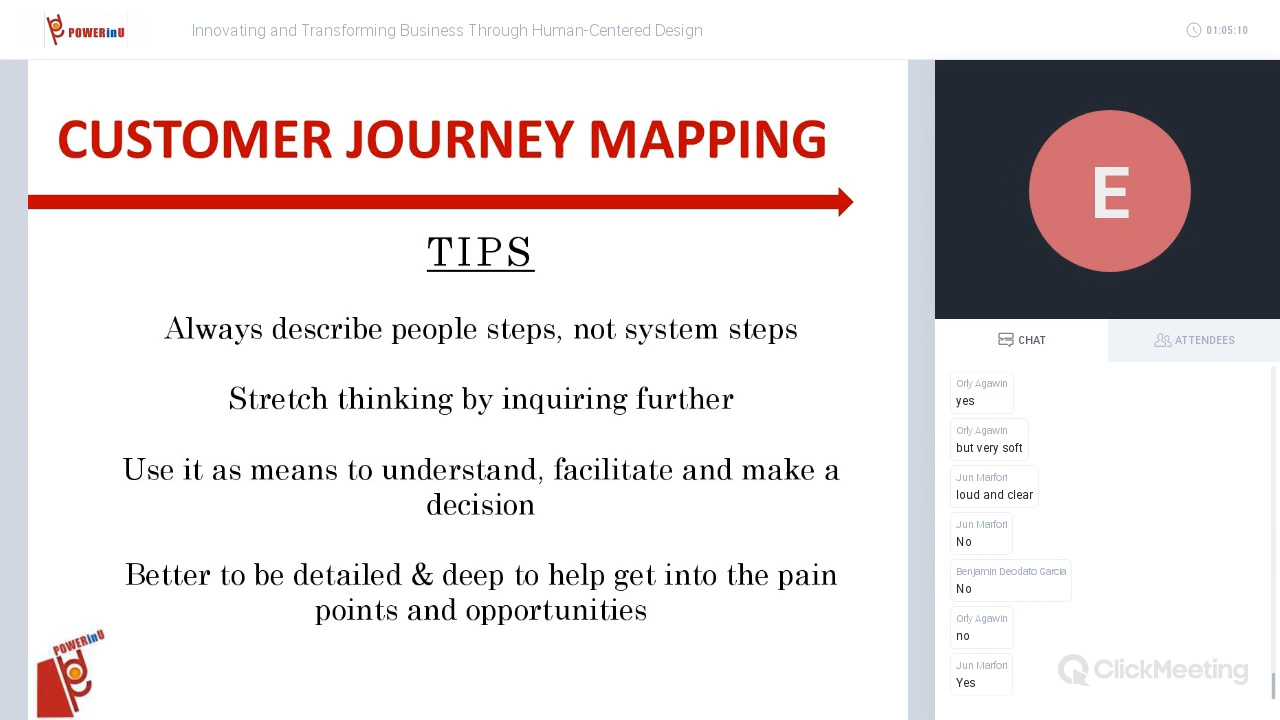 POWERinU
Innovating and Transforming Business Through Human-Centered Design
01:05:10
CUSTOMER JOURNEY MAPPING
TIPS
Always describe people steps, not system steps
Stretch thinking by inquiring further
Use it as means to understand, facilitate and make a
decision
Better to be detailed & deep to help get into the pain
points and opportunities
POWERinU
E
CHAT
ATTENDEES
Orly Agawin
yes
Orly Agawin
but very soft
Jun Marfori
loud and clear
Jun Marfori
No
Benjamin Deodato Garcia
No
Orly Agawin
no
Jun Marfori
Yes
ClickMeeting